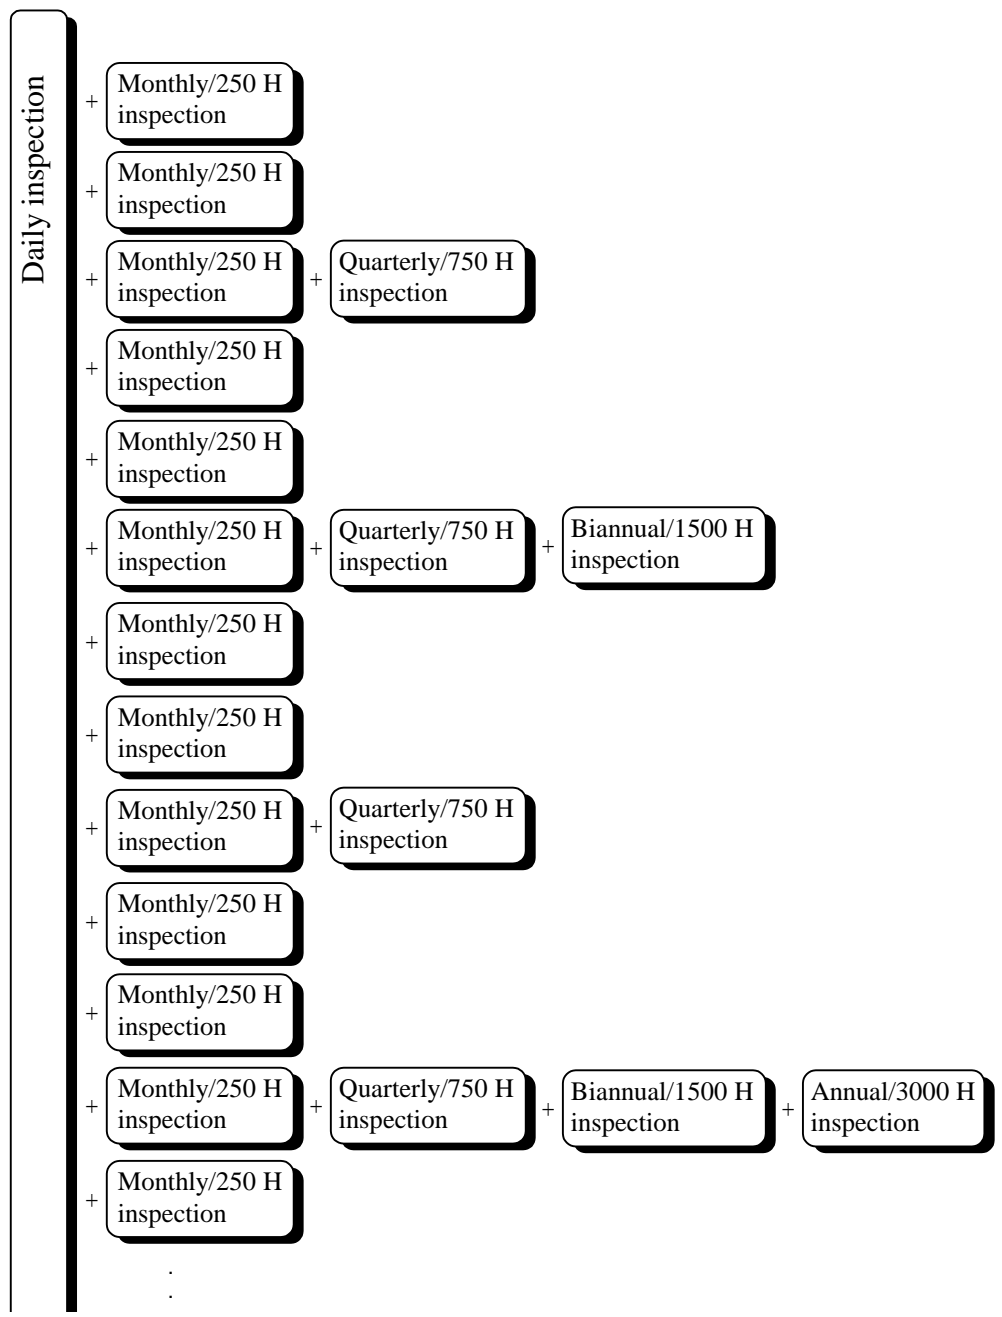 Daily inspection
+ Monthly/250 H
inspection
+ Monthly/250 H
inspection
+ Monthly/250 H + Quarterly/750 H
inspection inspection
+ Monthly/250 H
inspection
+ Monthly/250 H
inspection
+ Monthly/250 H + Quarterly/750 H + Biannual/1500 H
inspection inspection inspection
+ Monthly/250 H
inspection
+ Monthly/250 H
inspection
+ Monthly/250 H + Quarterly/750 H
inspection inspection
+ Monthly/250 H
inspection
+ Monthly/250 H
inspection
+ Monthly/250 H + Quarterly/750 H + Biannual/1500 H + Annual/3000 H
inspection inspection inspection inspection
+ Monthly/250 H
inspection
.
.